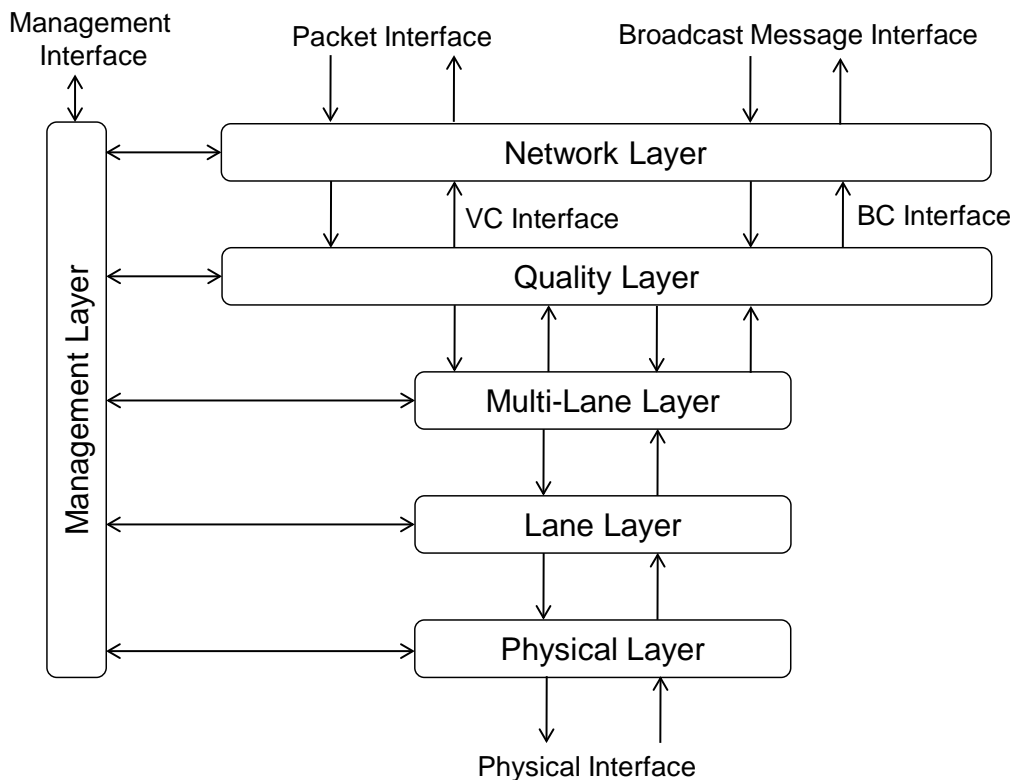 Management
Interface
Packet Interface
Broadcast Message Interface
Network Layer
VC Interface
BC Interface
Quality Layer
Management Layer
Multi-Lane Layer
Lane Layer
Physical Layer
Physical Interface